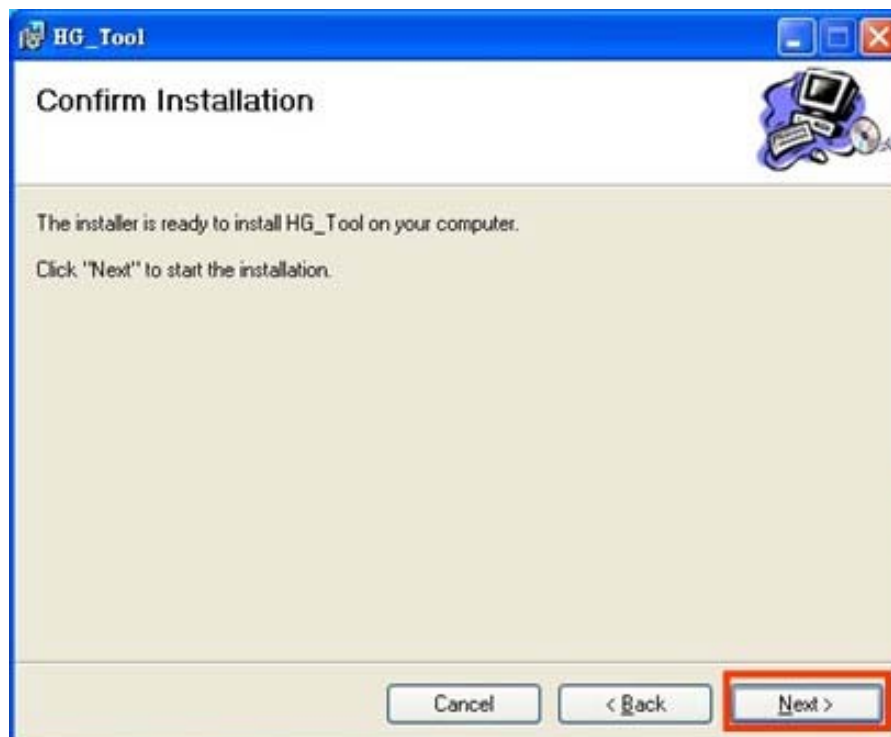 HG_Tool
Confirm Installation
The installer is ready to install HG_Tool on your computer.
Click "Next" to start the installation.
Cancel
< Back
Next >